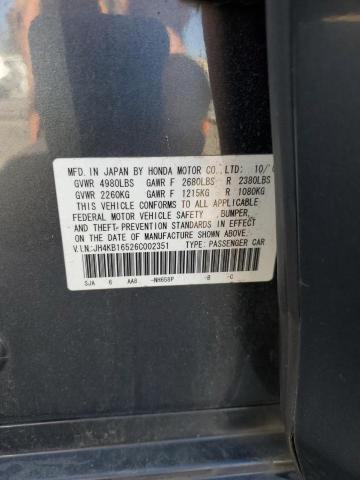 MFD. IN JAPAN BY HONDA MOTOR CO., LTD: 10/
GVWR 4980LBS GAWR F 2680LBS R 2380LBS
GVWR 2260KG GAWR F 1215KG R 1080KG
THIS VEHICLE CONFORMS TO ALL APPLICABLE
FEDERAL MOTOR VEHICLE SAFETY, BUMPER,
AND THEFT PREVENTION STANDARDS IN EFFECT
ON THE DATE OF MANUFACTURE SHOWN ABOVE.
V.I.N:JH4KB16526C002351 TYPE: PASSENGER CAR
SJA 6 AA8 -NH658P -B -C